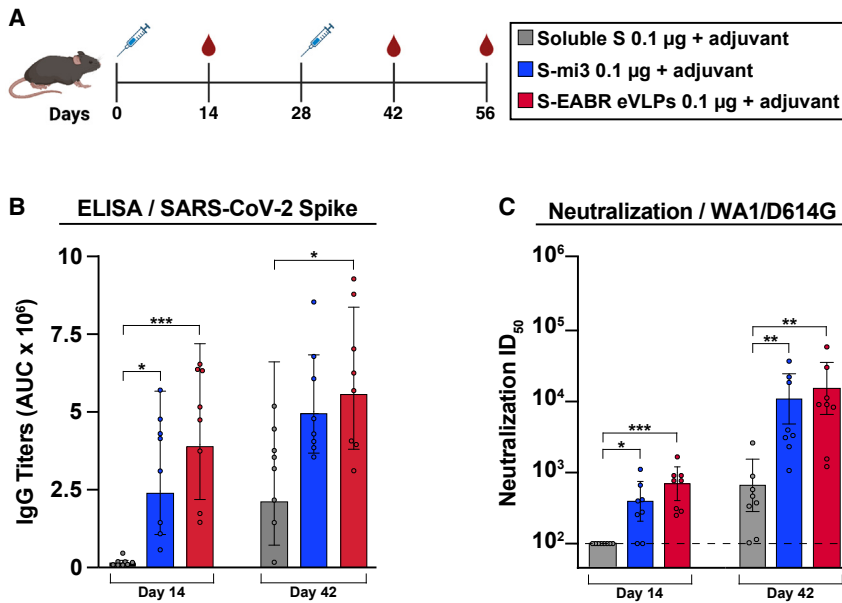 A
Days
0
14
28
42
56
Soluble S 0.1 µg + adjuvant
S-mi3 0.1 µg + adjuvant
S-EABR eVLPs 0.1 µg + adjuvant
B
ELISA / SARS-CoV-2 Spike
IgG Titers (AUC x 10⁶)
10
7.5
5
2.5
0
*
***
*
Day 14
Day 42
C
Neutralization / WA1/D614G
Neutralization ID₅₀
10⁶
10⁵
10⁴
10³
10²
*
***
**
**
Day 14
Day 42